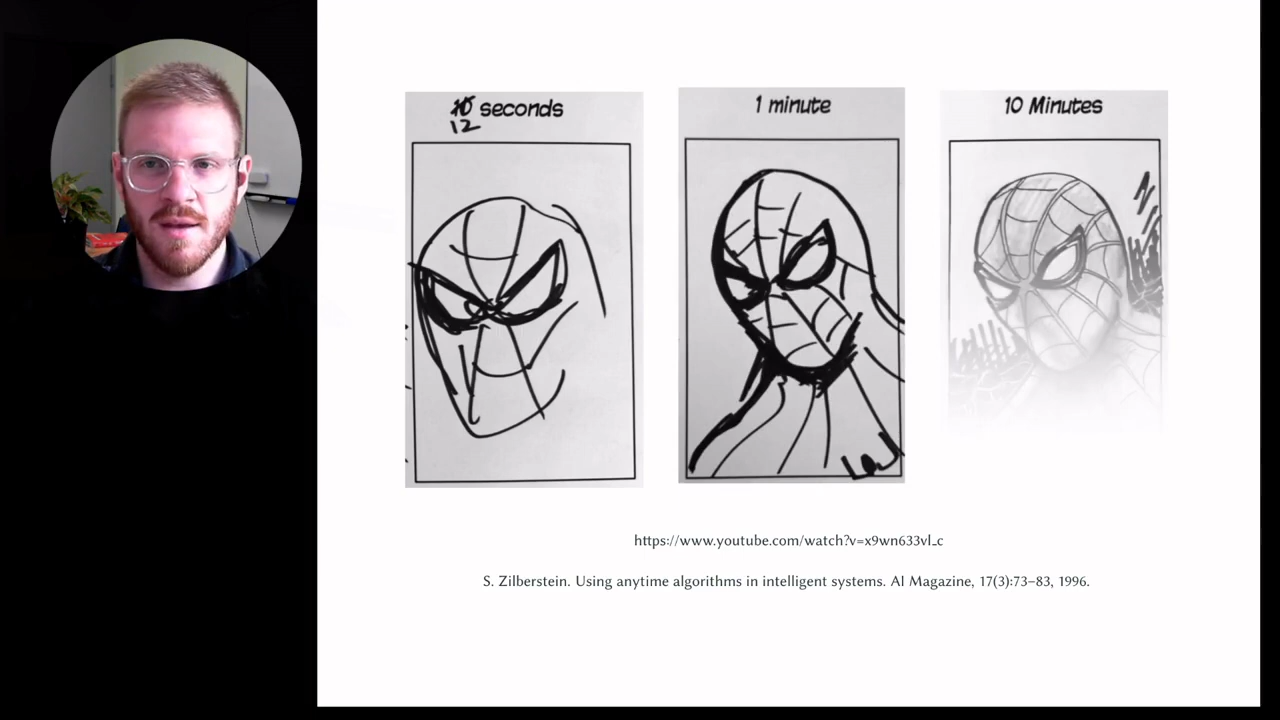 10 seconds
12
1 minute
10 Minutes
https://www.youtube.com/watch?v=x9wn633vl_c
S. Zilberstein. Using anytime algorithms in intelligent systems. AI Magazine, 17(3):73–83, 1996.